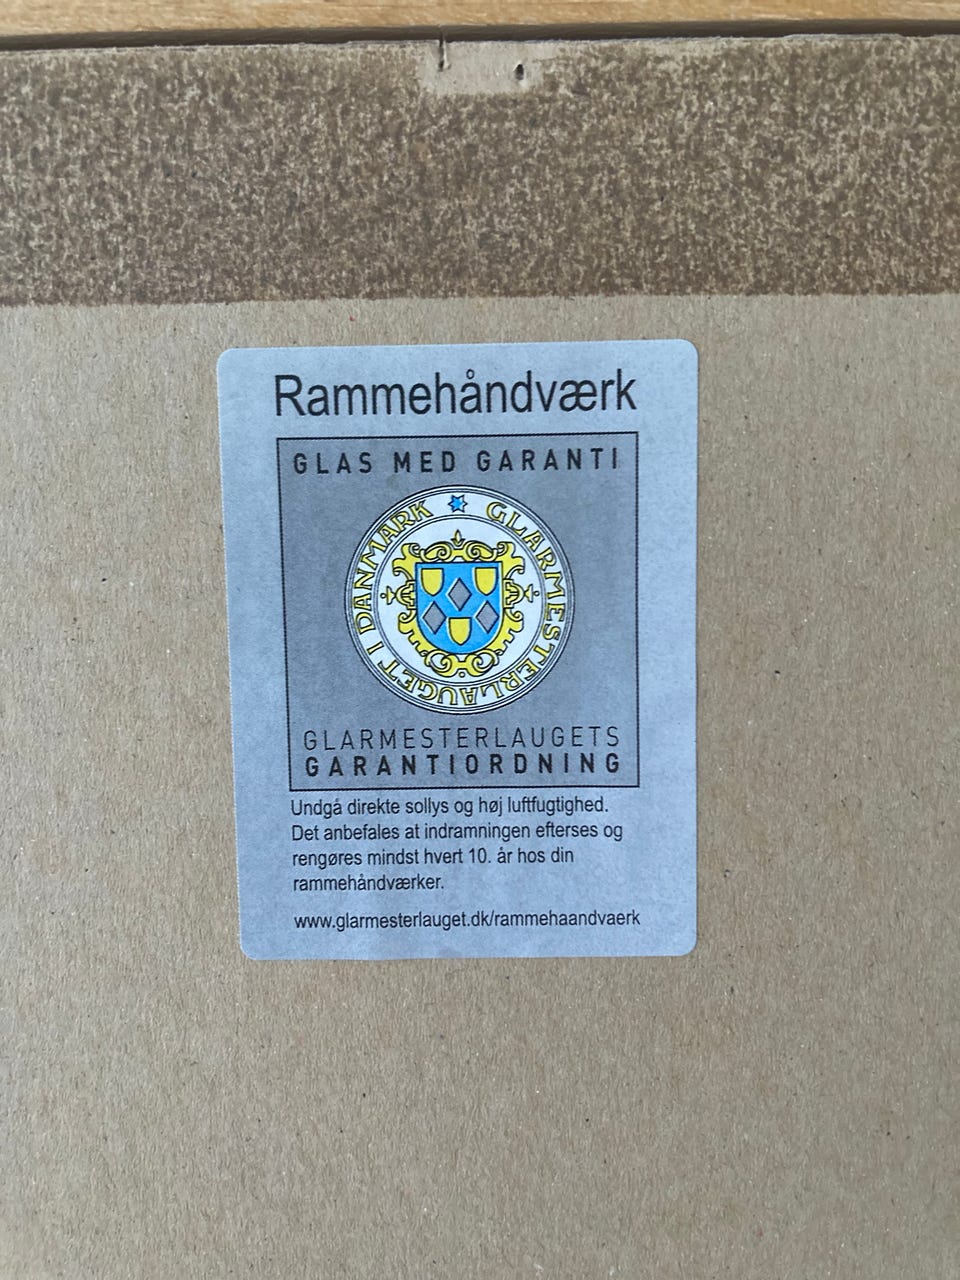 Rammehåndværk
GLAS MED GARANTI
GLARMESTERLAUGET I DANMARK
GLARMESTERLAUGETS
GARANTIORDNING
Undgå direkte sollys og høj luftfugtighed.
Det anbefales at indramningen efterses og
rengøres mindst hvert 10. år hos din
rammehåndværker.
www.glarmesterlauget.dk/rammehaandvaerk